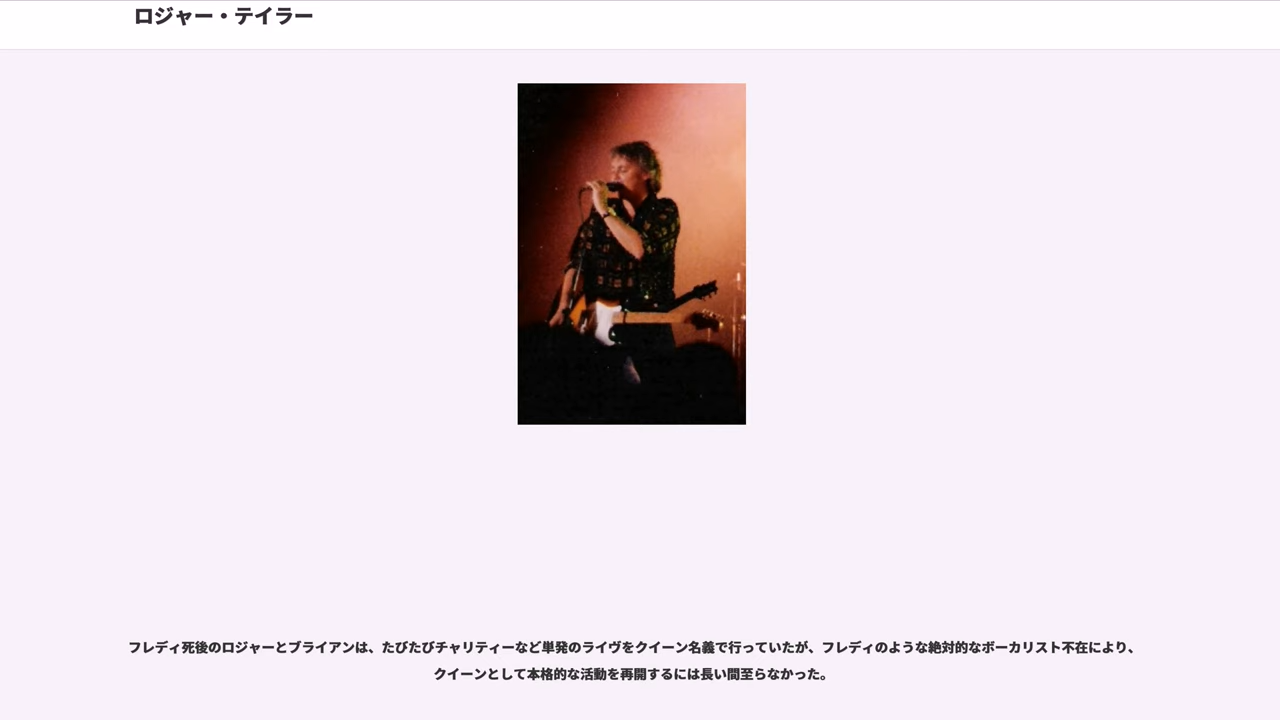 ロジャー・テイラー
フレディ死後のロジャーとブライアンは、たびたびチャリティーなど単発のライヴをクイーン名義で行っていたが、フレディのような絶対的なボーカリスト不在により、
クイーンとして本格的な活動を再開するには長い間至らなかった。